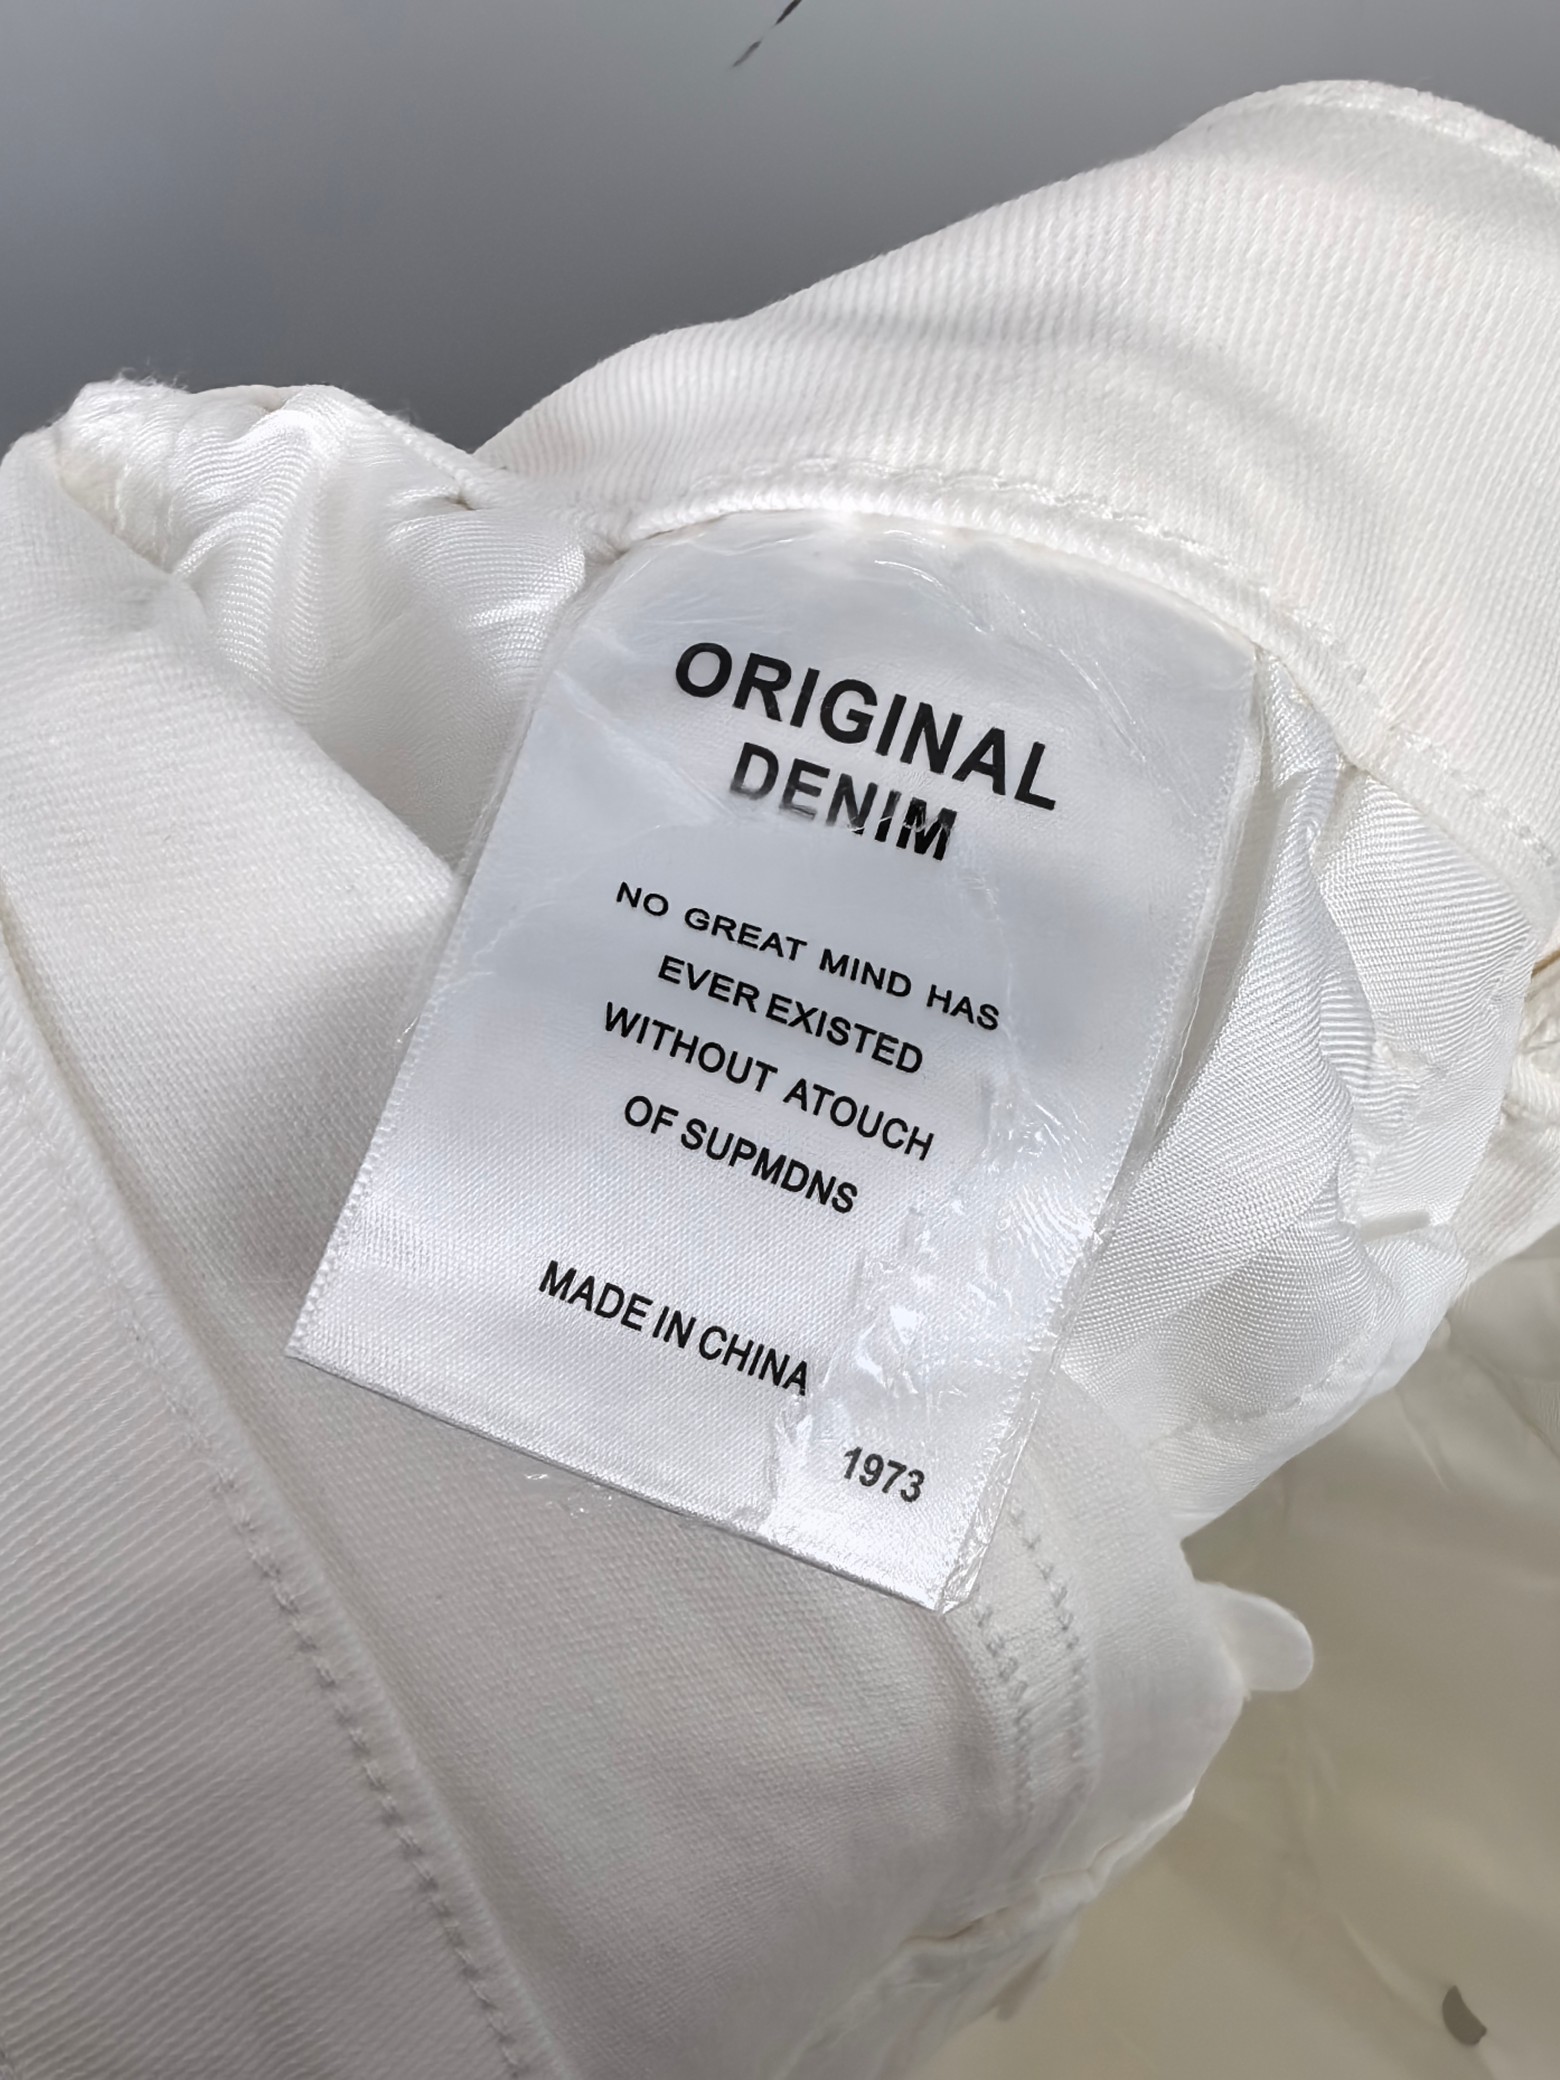 ORIGINAL
DENIM
NO GREAT MIND HAS
EVER EXISTED
WITHOUT ATOUCH
OF SUPMDNS
MADE IN CHINA
1973